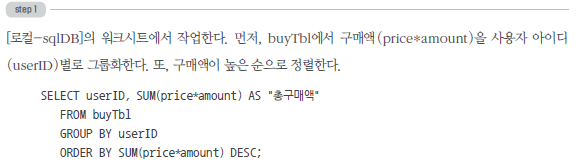 step 1
[로컬-sqlDB]의 워크시트에서 작업한다. 먼저, buyTbl에서 구매액(price*amount)을 사용자 아이디
(userID)별로 그룹화한다. 또, 구매액이 높은 순으로 정렬한다.
SELECT userID, SUM(price*amount) AS "총구매액"
FROM buyTbl
GROUP BY userID
ORDER BY SUM(price*amount) DESC;